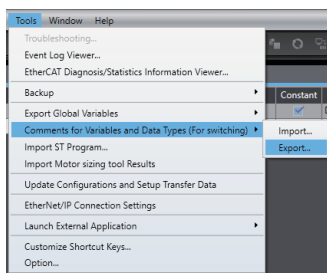 Tools Window Help
Troubleshooting...
Event Log Viewer...
EtherCAT Diagnosis/Statistics Information Viewer...
Backup
Constant
Export Global Variables
Comments for Variables and Data Types (For switching)
Import...
Import ST Program...
Export...
Import Motor sizing tool Results
Update Configurations and Setup Transfer Data
EtherNet/IP Connection Settings
Launch External Application
Customize Shortcut Keys...
Option...